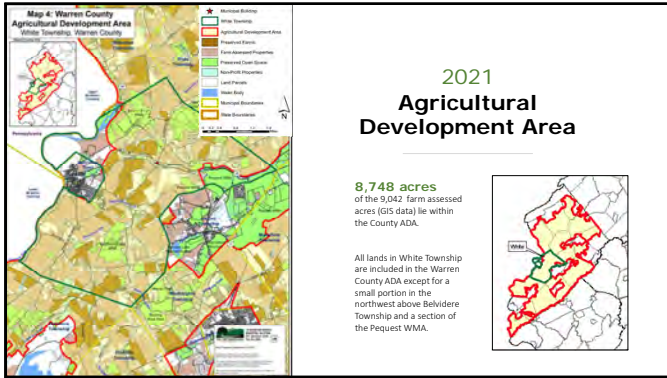 Map 4: Warren County
Agricultural Development Area
White Township, Warren County
Municipal Building
White Township
Agricultural Development Area
Preserved Farms
Farm Assessed Properties
Preserved Open Space
Land Parcels
Water Body
Municipal Boundaries
State Boundaries
Pennsylvania
2021
Agricultural
Development Area
8,748 acres
of the 9,042 farm assessed
acres (GIS data) lie within
the County ADA.
All lands in White Township
are included in the Warren
County ADA except for a
small portion in the
northwest above Belvidere
Township and a section of
the Pequest WMA.
White